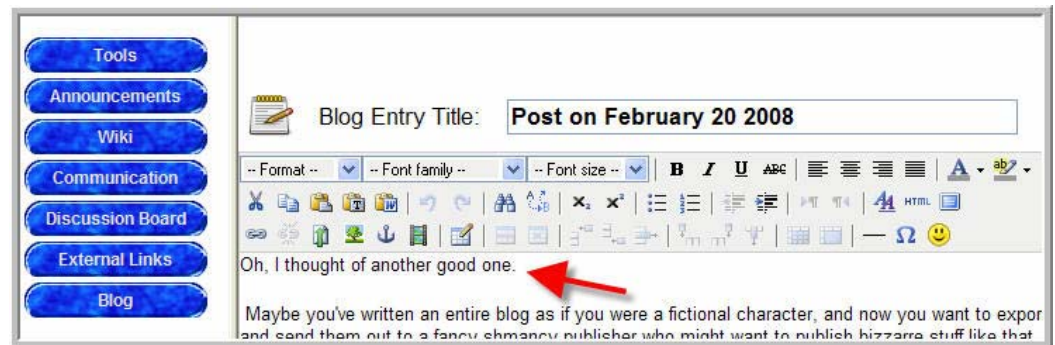 Tools
Announcements
Wiki
Communication
Discussion Board
External Links
Blog
Blog Entry Title: Post on February 20 2008
-- Format -- -- Font family -- -- Font size -- B I U ABC A ab
x₂ x² A HTML
Ω
Oh, I thought of another good one.
Maybe you've written an entire blog as if you were a fictional character, and now you want to expor
and send them out to a fancy shmancy publisher who might want to publish bizzarre stuff like that